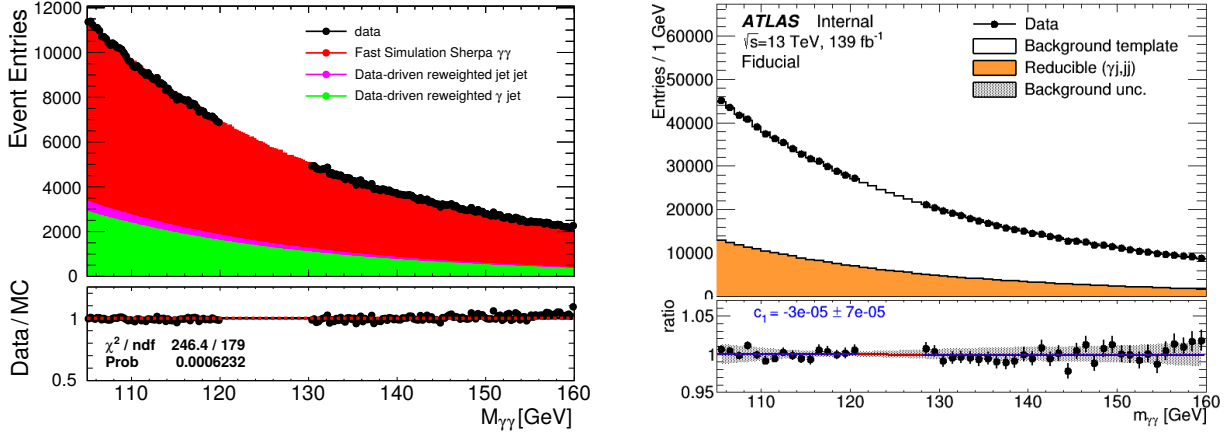 Event Entries
12000
10000
8000
6000
4000
2000
0
data
Fast Simulation Sherpa γγ
Data-driven reweighted jet jet
Data-driven reweighted γ jet
Data / MC
1
0.5
χ² / ndf 246.4 / 179
Prob 0.0006232
110 120 130 140 150 160
M_γγ [GeV]
Entries / 1 GeV
60000
50000
40000
30000
20000
10000
0
ATLAS Internal
√s=13 TeV, 139 fb⁻¹
Fiducial
Data
Background template
Reducible (γj,jj)
Background unc.
ratio
1.05
1
0.95
c₁ = -3e-05 ± 7e-05
110 120 130 140 150 160
m_γγ [GeV]